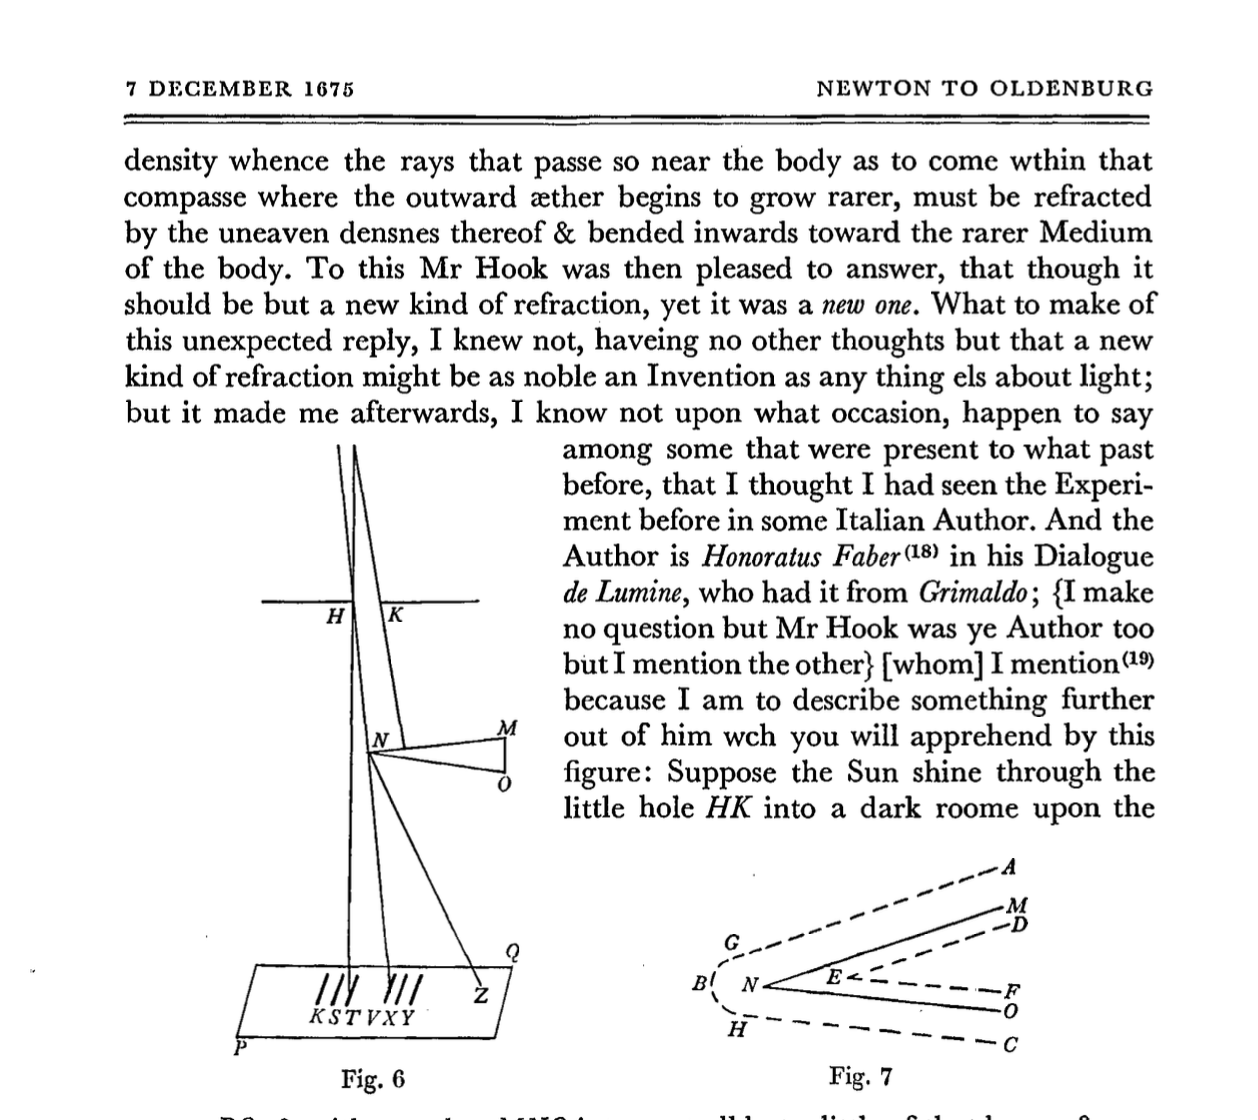 7 DECEMBER 1675 NEWTON TO OLDENBURG
density whence the rays that passe so near the body as to come wthin that
compasse where the outward æther begins to grow rarer, must be refracted
by the uneaven densnes thereof & bended inwards toward the rarer Medium
of the body. To this Mr Hook was then pleased to answer, that though it
should be but a new kind of refraction, yet it was a new one. What to make of
this unexpected reply, I knew not, haveing no other thoughts but that a new
kind of refraction might be as noble an Invention as any thing els about light;
but it made me afterwards, I know not upon what occasion, happen to say
among some that were present to what past
before, that I thought I had seen the Experi-
ment before in some Italian Author. And the
Author is Honoratus Faber(18) in his Dialogue
de Lumine, who had it from Grimaldo; {I make
no question but Mr Hook was ye Author too
but I mention the other} [whom] I mention(19)
because I am to describe something further
out of him wch you will apprehend by this
figure: Suppose the Sun shine through the
little hole HK into a dark roome upon the
H K
N M
O
Q
Z
K S T V X Y
P
Fig. 6
A
M
D
G
B N E
F
O
H
C
Fig. 7